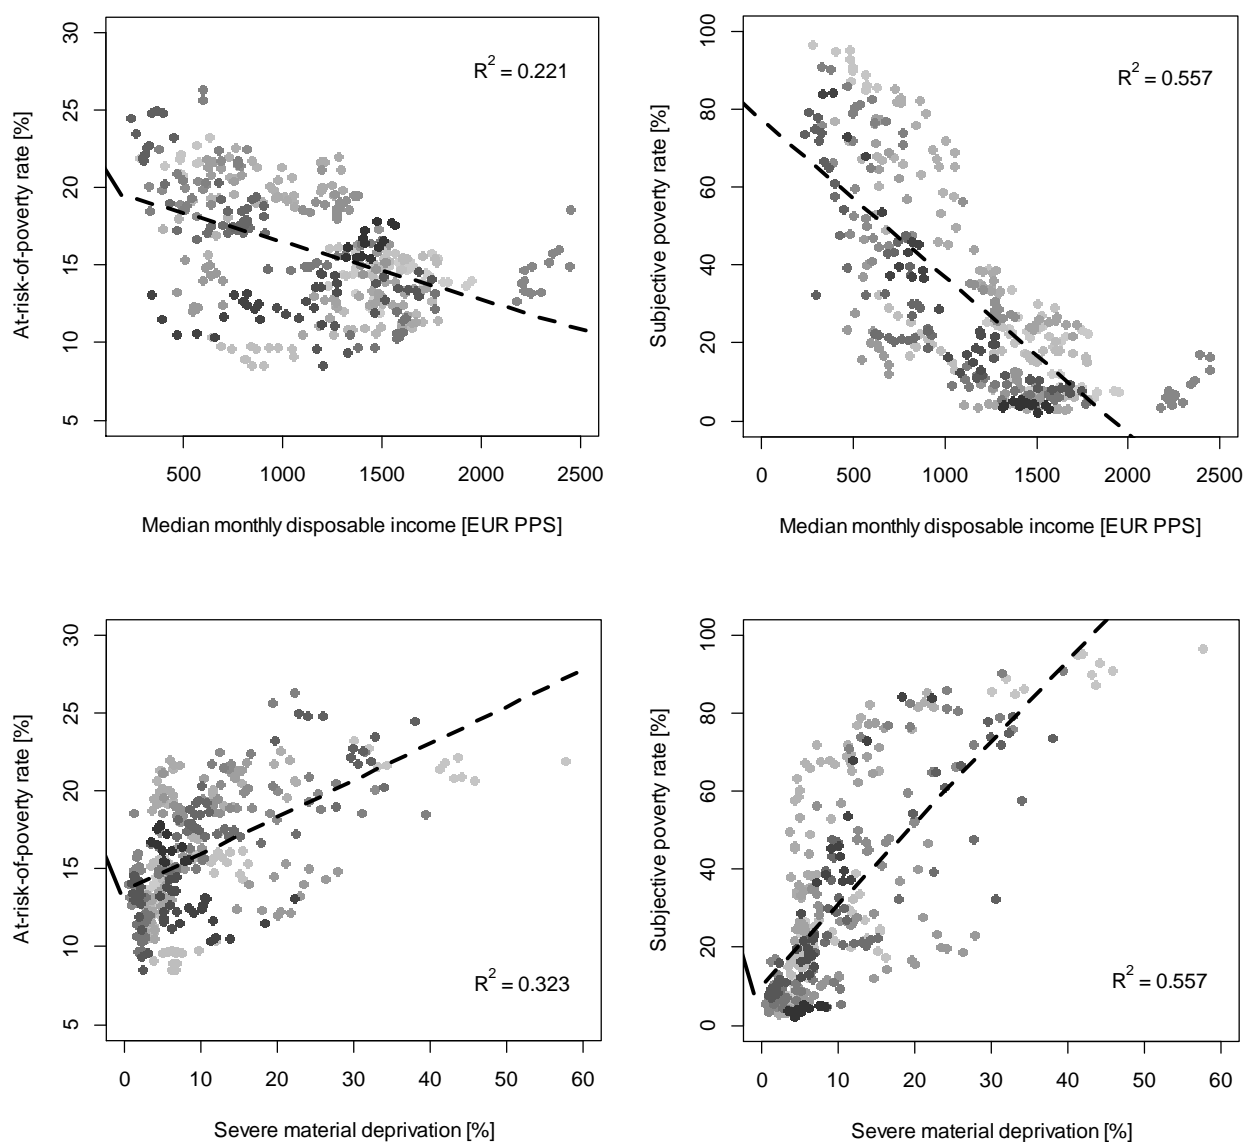 At-risk-of-poverty rate [%]
30
25
20
15
10
5
R2 = 0.221
500 1000 1500 2000 2500
Median monthly disposable income [EUR PPS]
Subjective poverty rate [%]
100
80
60
40
20
0
R2 = 0.557
0 500 1000 1500 2000 2500
Median monthly disposable income [EUR PPS]
At-risk-of-poverty rate [%]
30
25
20
15
10
5
R2 = 0.323
0 10 20 30 40 50 60
Severe material deprivation [%]
Subjective poverty rate [%]
100
80
60
40
20
0
R2 = 0.557
0 10 20 30 40 50 60
Severe material deprivation [%]